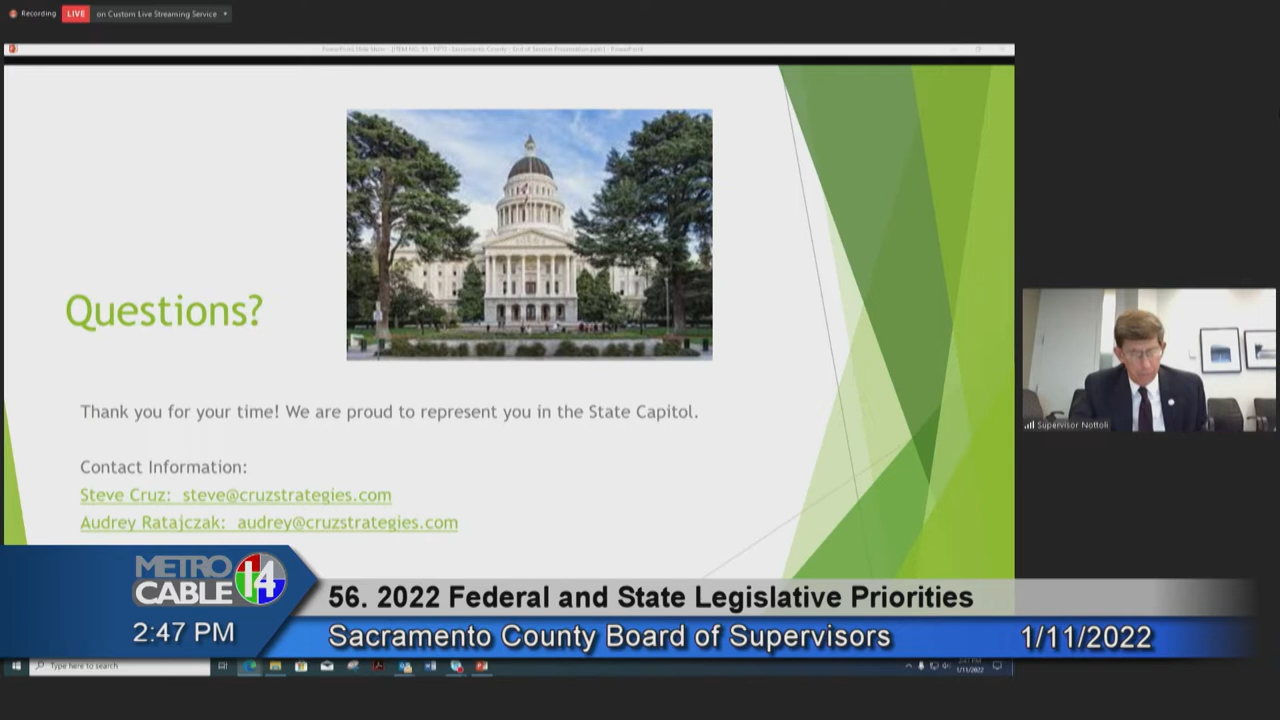 Recording
LIVE
on Custom Live Streaming Service
Questions?
Thank you for your time! We are proud to represent you in the State Capitol.
Contact Information:
Steve Cruz: steve@cruzstrategies.com
Audrey Ratajczak: audrey@cruzstrategies.com
Supervisor Nottoli
METRO
CABLE 14
2:47 PM
56. 2022 Federal and State Legislative Priorities
Sacramento County Board of Supervisors
1/11/2022
Type here to search
1/11/2022